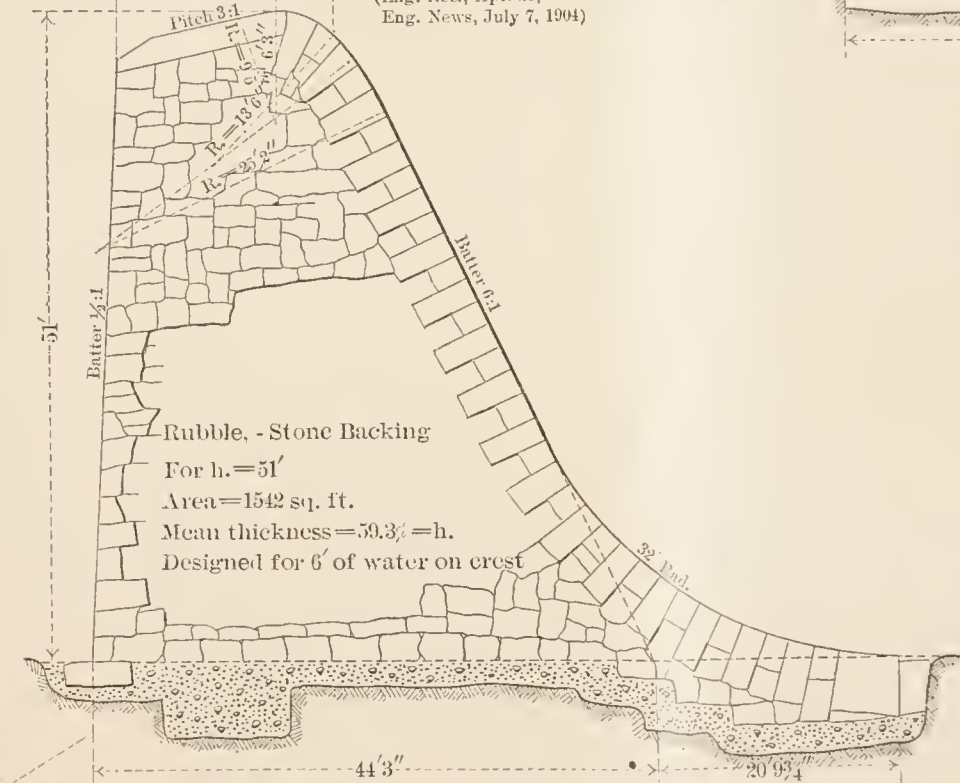 Eng. News, July 7, 1904)
Pitch 3:1
6'3"
R.=13'6"
R.=25'2"
Batter 6:1
51'
Batter ½:1
Rubble, - Stone Backing
For h.=51'
Area=1542 sq. ft.
Mean thickness=59.3%=h.
Designed for 6' of water on crest
32' Rad.
44'3"
20'9¾"